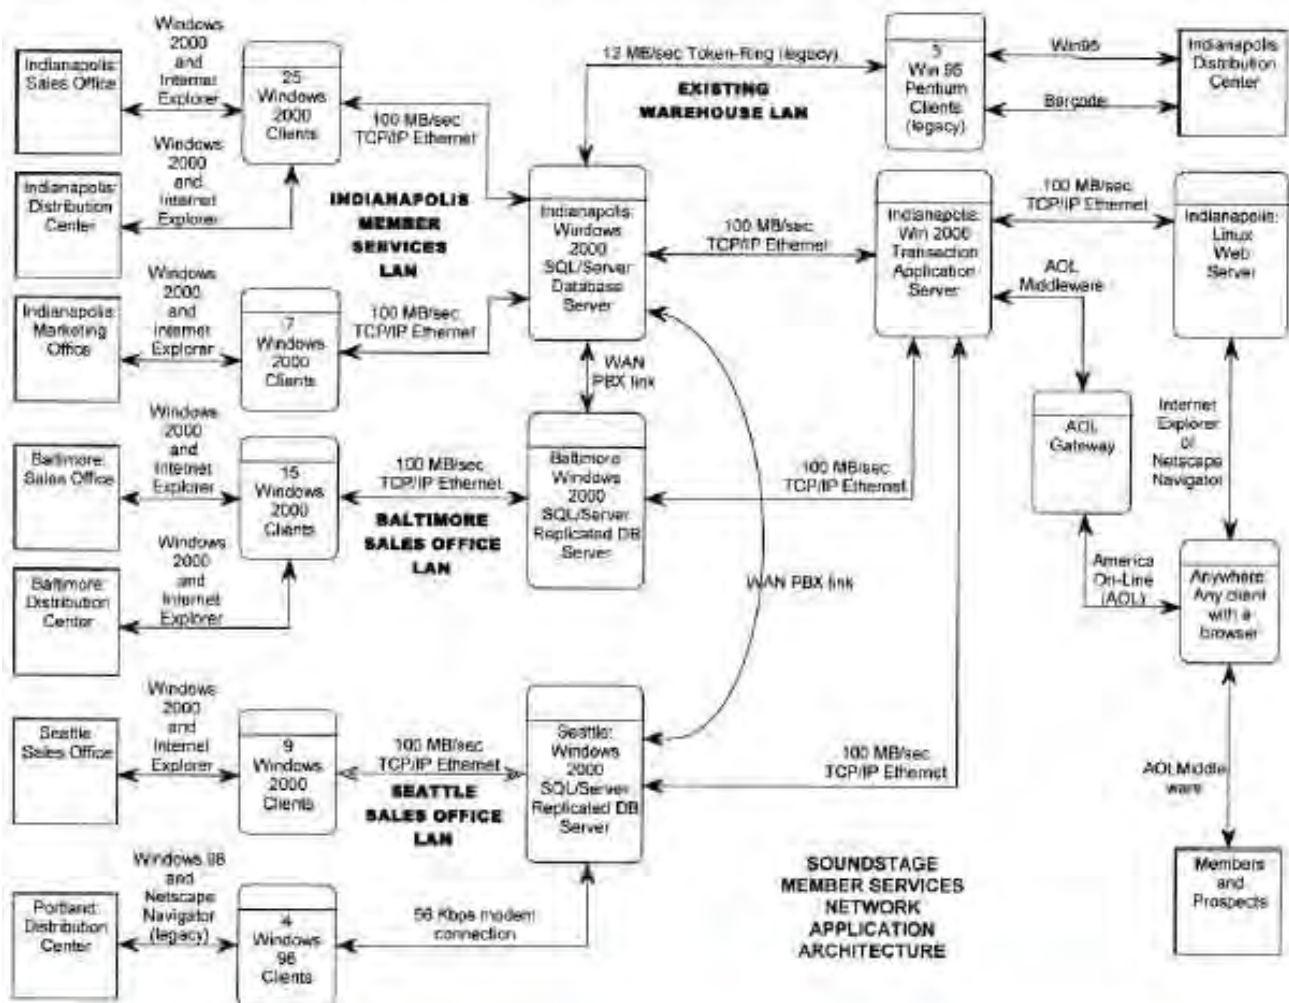 Windows
2000
and
Internet
Explorer
Indianapolis
Sales Office
25
Windows
2000
Clients
Windows
2000
and
Internet
Explorer
Indianapolis:
Distribution
Center
100 MB/sec
TCP/IP Ethernet
INDIANAPOLIS
MEMBER
SERVICES
LAN
Windows
2000
and
Internet
Explorer
Indianapolis:
Marketing
Office
7
Windows
2000
Clients
100 MB/sec
TCP/IP Ethernet
12 MB/sec Token-Ring (legacy)
EXISTING
WAREHOUSE LAN
Win 95
Pentium
Clients
(legacy)
Win95
Barcode
Indianapolis
Distribution
Center
Indianapolis:
Windows
2000
SQL/Server
Database
Server
100 MB/sec
TCP/IP Ethernet
Indianapolis:
Win 2000
Transaction
Application
Server
100 MB/sec
TCP/IP Ethernet
Indianapolis:
Linux
Web
Server
AOL
Middleware
WAN
PBX link
Windows
2000
and
Internet
Explorer
Baltimore:
Sales Office
15
Windows
2000
Clients
100 MB/sec
TCP/IP Ethernet
BALTIMORE
SALES OFFICE
LAN
Baltimore
Windows
2000
SQL/Server
Replicated DB
Server
100 MB/sec
TCP/IP Ethernet
AOL
Gateway
Internet
Explorer or
Netscape
Navigator
Windows
2000
and
Internet
Explorer
Baltimore:
Distribution
Center
WAN PBX link
America
On-Line
(AOL)
Anywhere:
Any client
with a
browser
Windows
2000
and
Internet
Explorer
Seattle
Sales Office
9
Windows
2000
Clients
100 MB/sec
TCP/IP Ethernet
SEATTLE
SALES OFFICE
LAN
Seattle:
Windows
2000
SQL/Server
Replicated DB
Server
100 MB/sec
TCP/IP Ethernet
AOLMiddle
ware
Windows 98
and
Netscape
Navigator
(legacy)
Portland:
Distribution
Center
4
Windows
98
Clients
56 Kbps modem
connection
SOUNDSTAGE
MEMBER SERVICES
NETWORK
APPLICATION
ARCHITECTURE
Members
and
Prospects